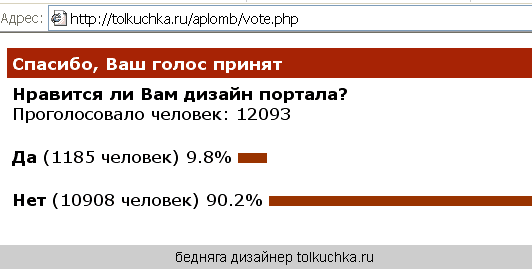 Адрес: http://tolkuchka.ru/aplomb/vote.php
Спасибо, Ваш голос принят
Нравится ли Вам дизайн портала?
Проголосовало человек: 12093
Да (1185 человек) 9.8%
Нет (10908 человек) 90.2%
бедняга дизайнер tolkuchka.ru